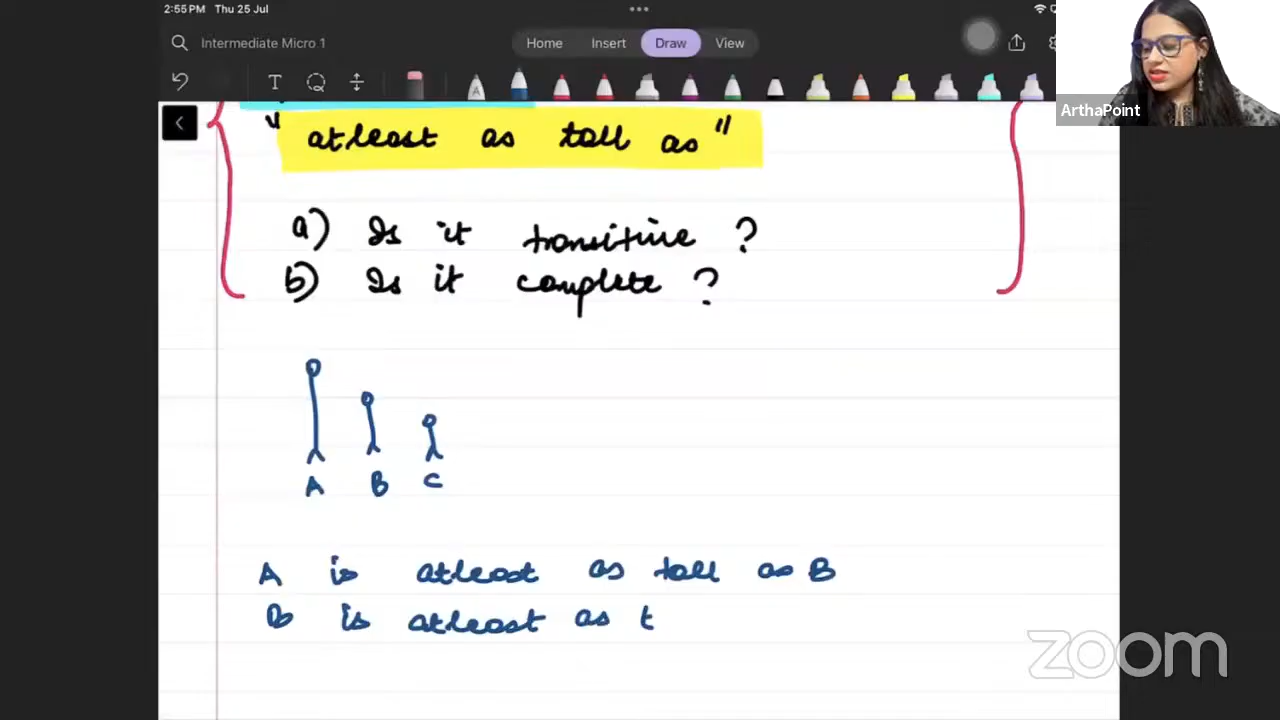 2:55 PM Thu 25 Jul
Intermediate Micro 1
Home Insert Draw View
T
A
ArthaPoint
"atleast as tall as"
a) Is it transitive ?
b) Is it complete ?
A B C
A is atleast as tall as B
B is atleast as t
zoom